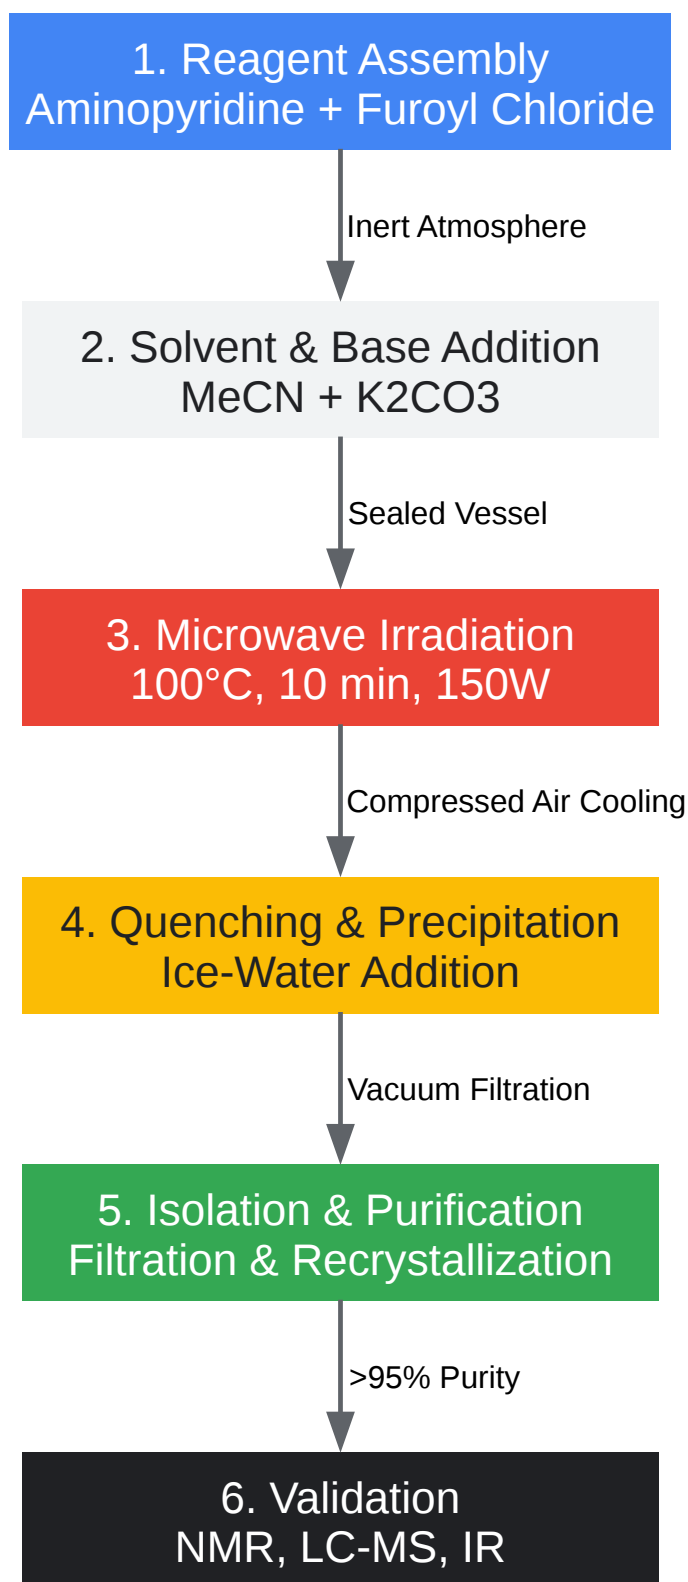 1. Reagent Assembly
Aminopyridine + Furoyl Chloride
Inert Atmosphere
2. Solvent & Base Addition
MeCN + K2CO3
Sealed Vessel
3. Microwave Irradiation
100°C, 10 min, 150W
Compressed Air Cooling
4. Quenching & Precipitation
Ice-Water Addition
Vacuum Filtration
5. Isolation & Purification
Filtration & Recrystallization
>95% Purity
6. Validation
NMR, LC-MS, IR